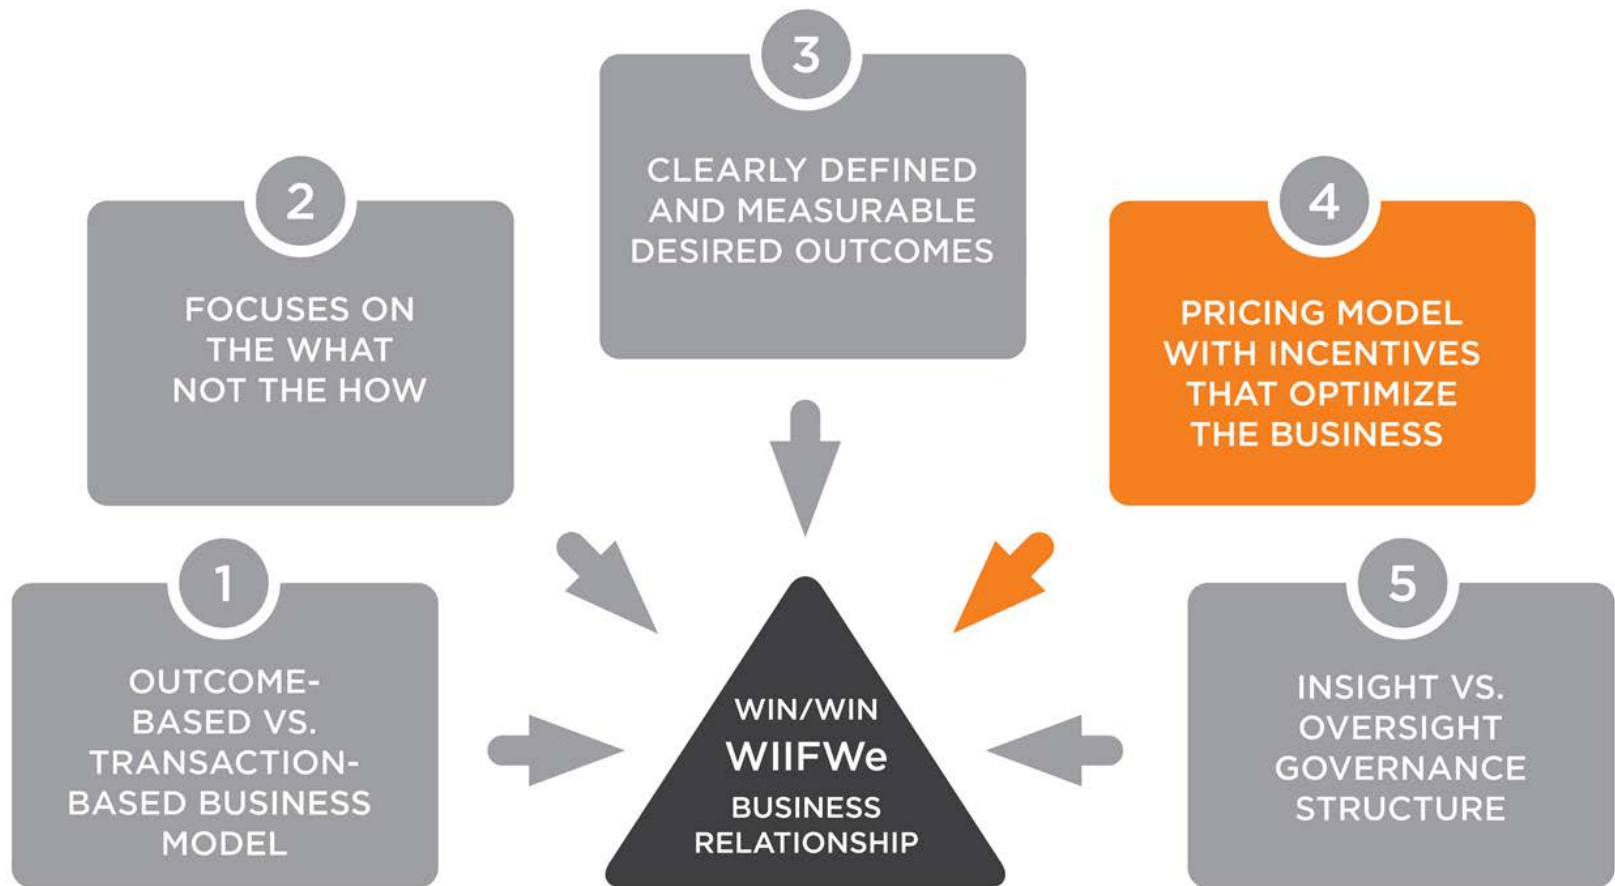 1
OUTCOME-
BASED VS.
TRANSACTION-
BASED BUSINESS
MODEL
2
FOCUSES ON
THE WHAT
NOT THE HOW
3
CLEARLY DEFINED
AND MEASURABLE
DESIRED OUTCOMES
4
PRICING MODEL
WITH INCENTIVES
THAT OPTIMIZE
THE BUSINESS
5
INSIGHT VS.
OVERSIGHT
GOVERNANCE
STRUCTURE
WIN/WIN
WIIFWe
BUSINESS
RELATIONSHIP